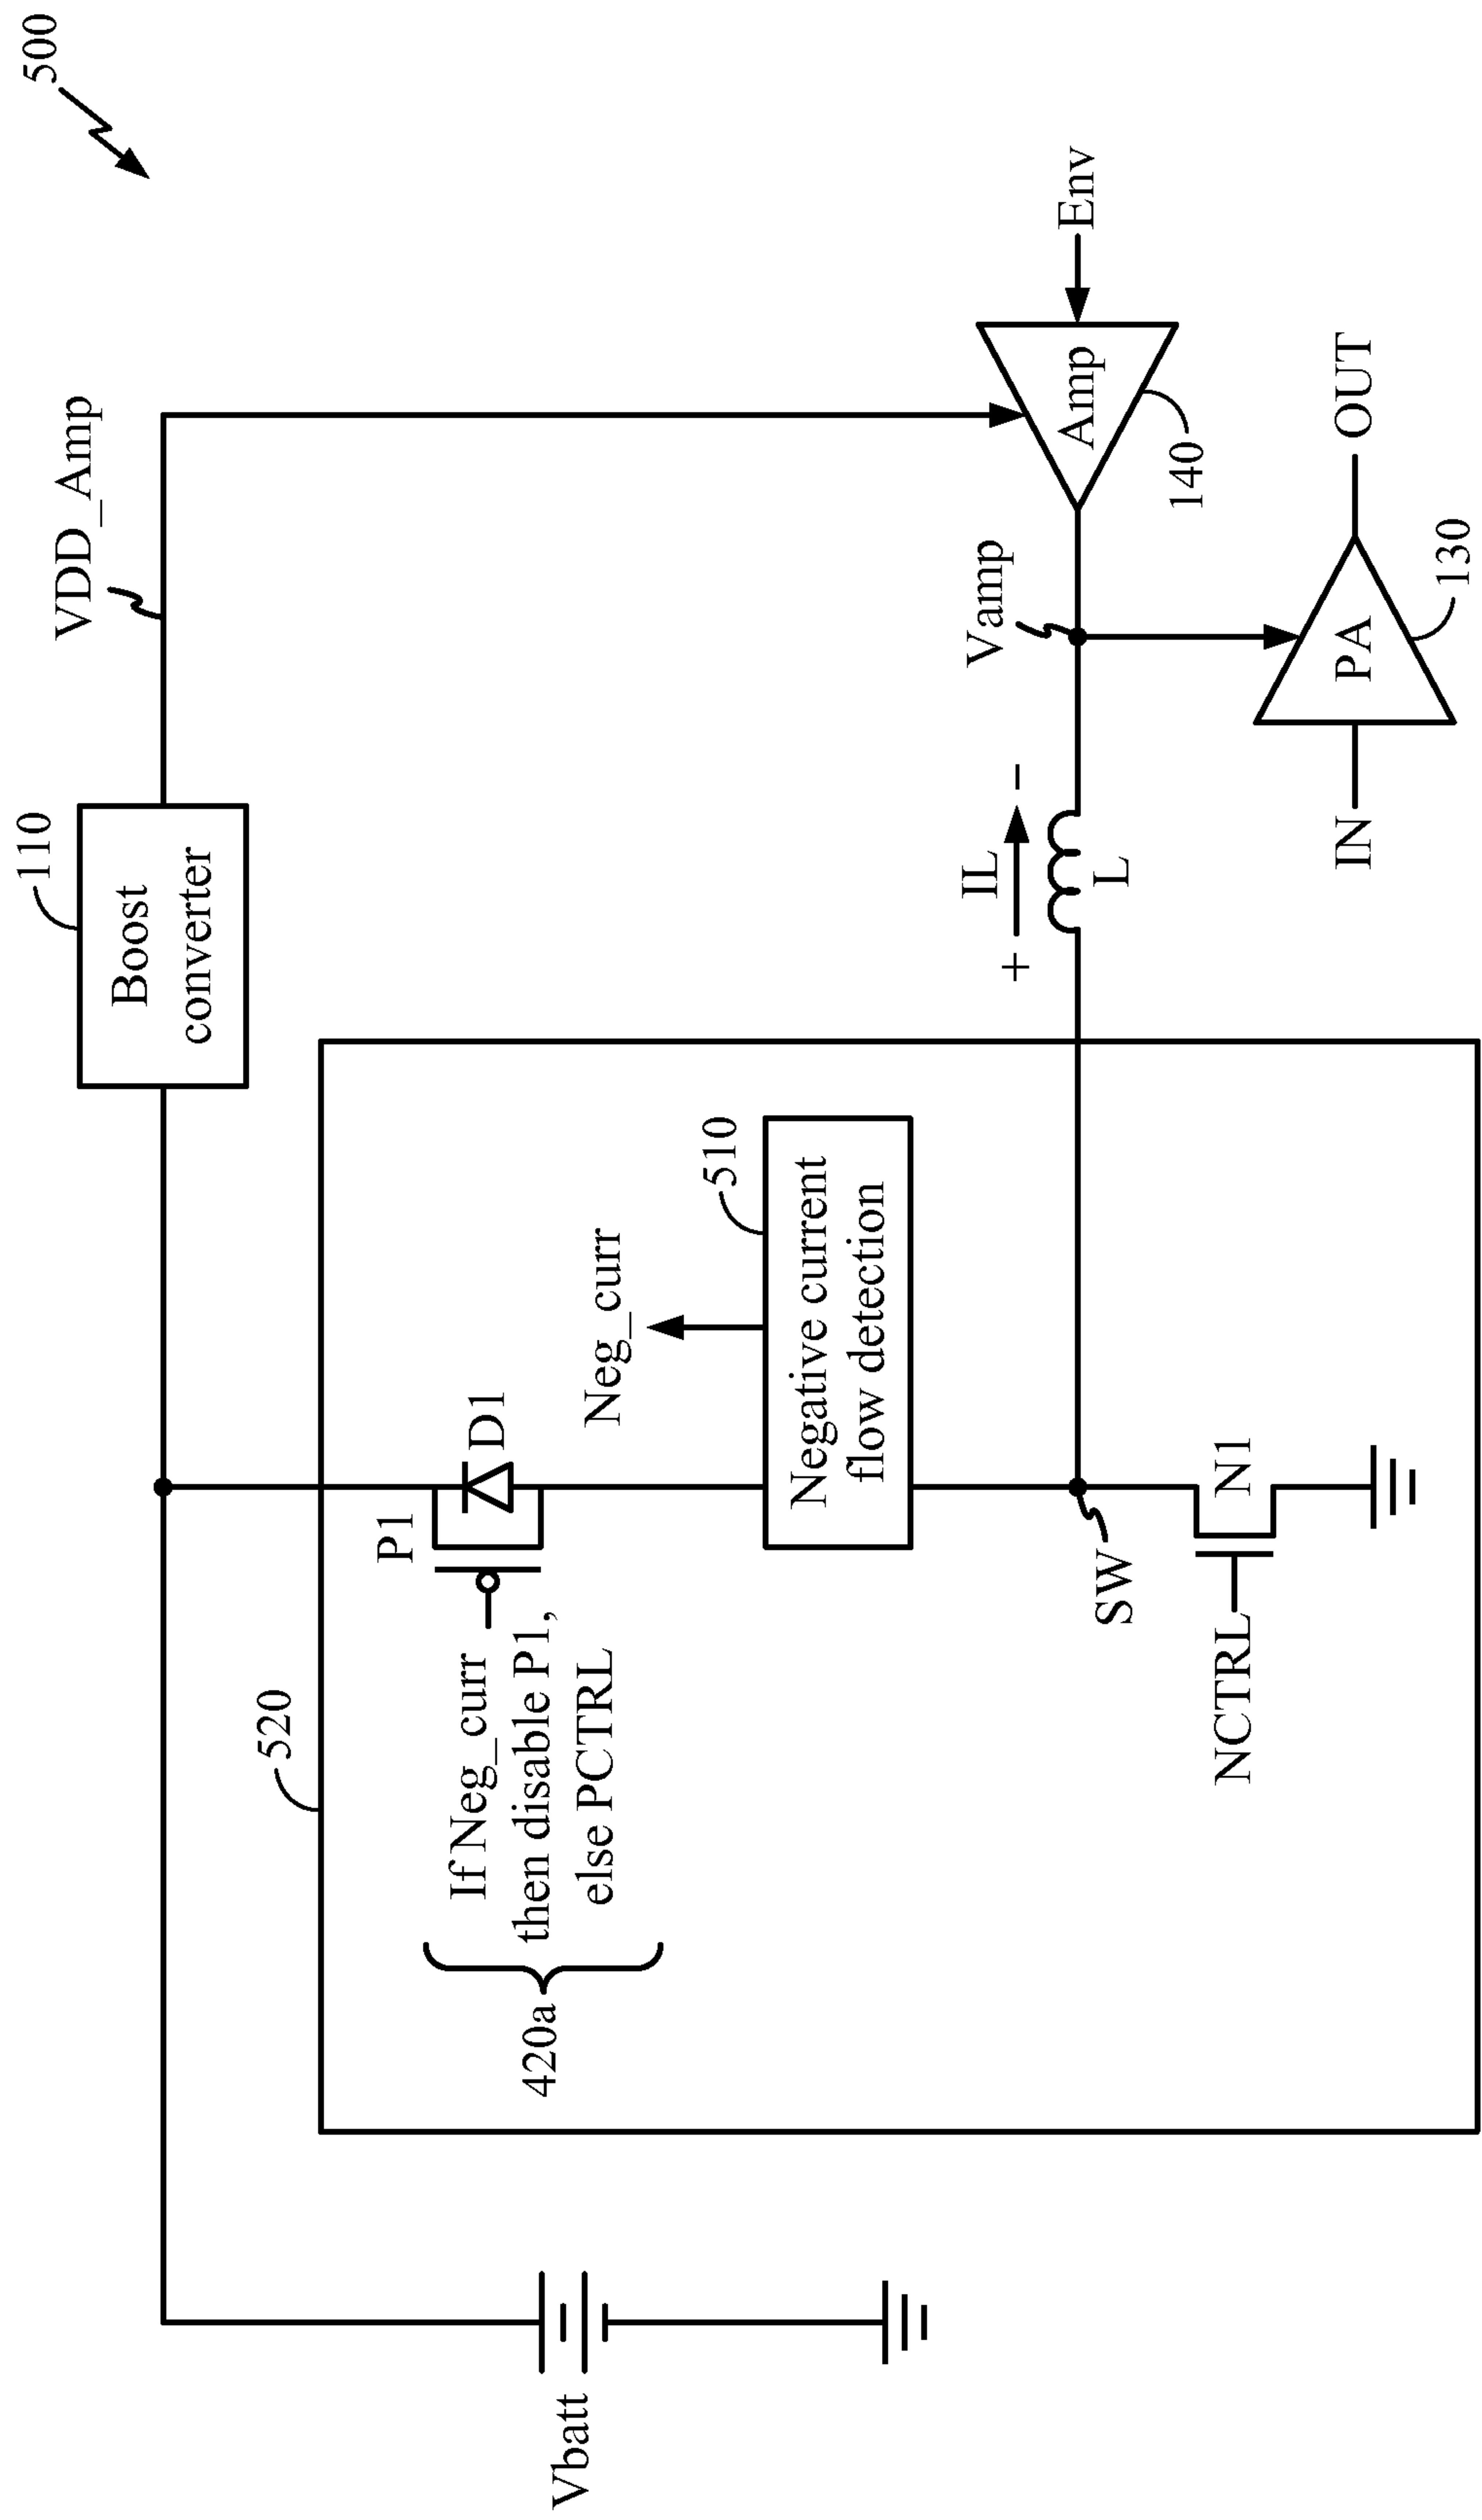 500
110
VDD_Amp
Boost
converter
520
P1
D1
If Neg_curr
then disable P1,
else PCTRL
420a
Neg_curr
510
Negative current
flow detection
Vbatt
IL
+
-
L
Vamp
Amp
Env
140
SW
NCTRL
N1
IN
PA
OUT
130